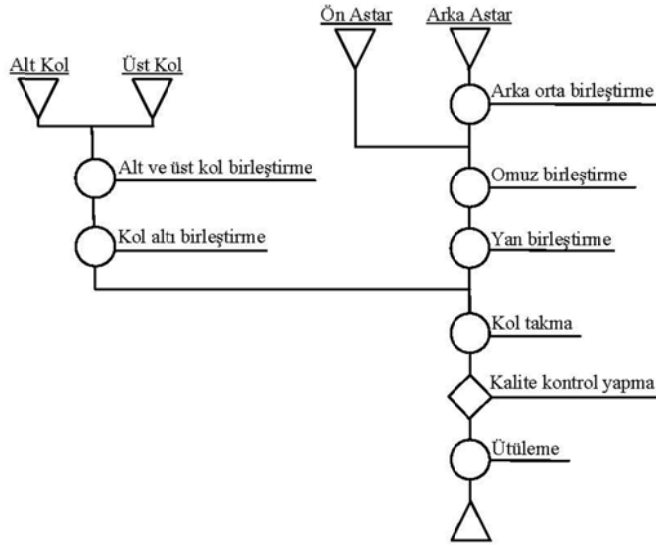 Ön Astar
Arka Astar
Alt Kol
Üst Kol
Arka orta birleştirme
Alt ve üst kol birleştirme
Omuz birleştirme
Kol altı birleştirme
Yan birleştirme
Kol takma
Kalite kontrol yapma
Ütüleme